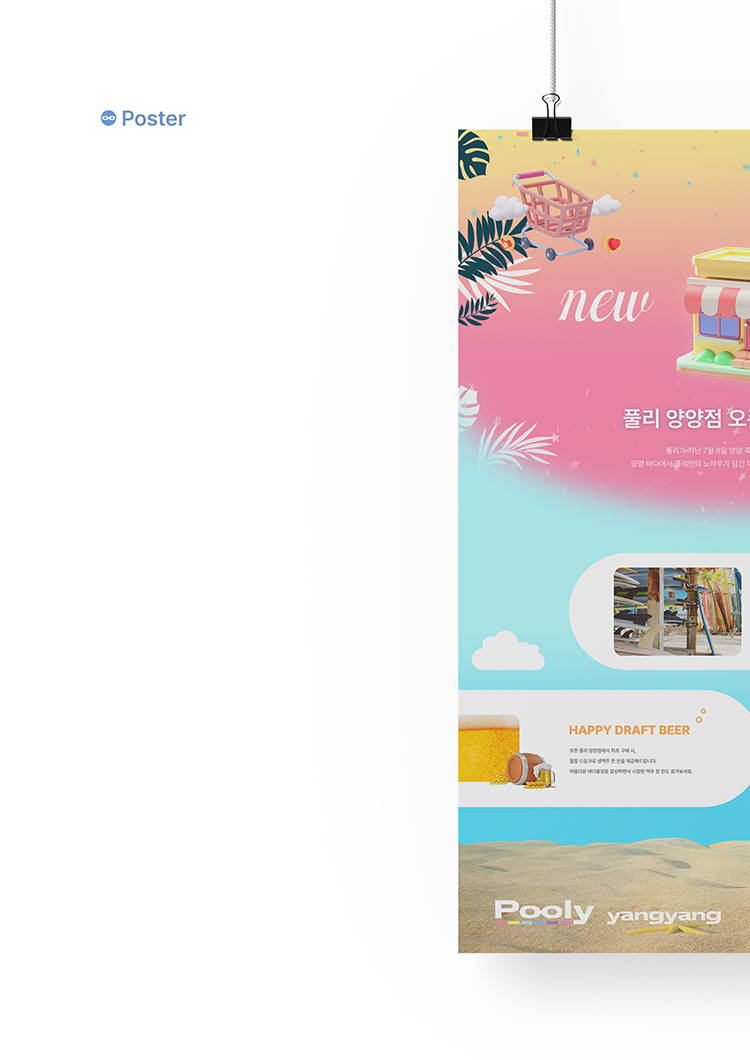 Poster
new
풀리 양양점 오
풀리가 지난 7월 6일 양양
양양 바다에서 풀리만의 노하우가 담긴
HAPPY DRAFT BEER
또한 풀리 양양점에서 최초 구매 시,
웰컴 드링크로 생맥주 한 잔을 제공해드립니다.
아름다운 바다풍경을 감상하면서 시원한 맥주 한 잔도 즐겨보세요.
Pooly yangyang